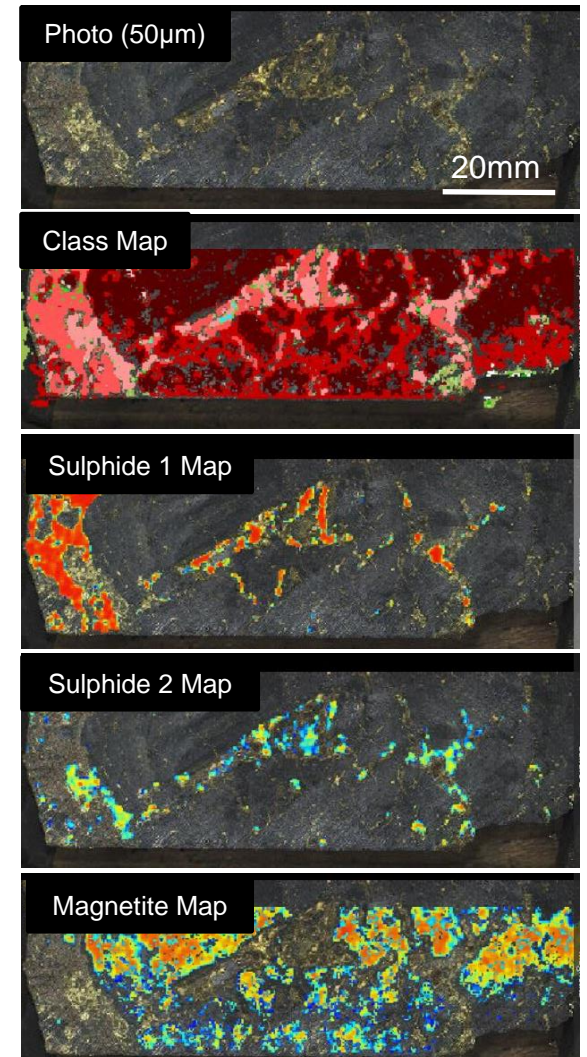 Photo (50µm)
20mm
Class Map
Sulphide 1 Map
Sulphide 2 Map
Magnetite Map